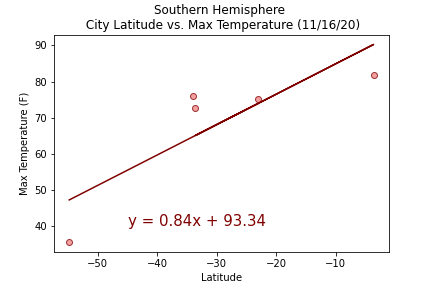 Southern Hemisphere
City Latitude vs. Max Temperature (11/16/20)
Max Temperature (F)
90
80
70
60
50
40
y = 0.84x + 93.34
−50
−40
−30
−20
−10
Latitude